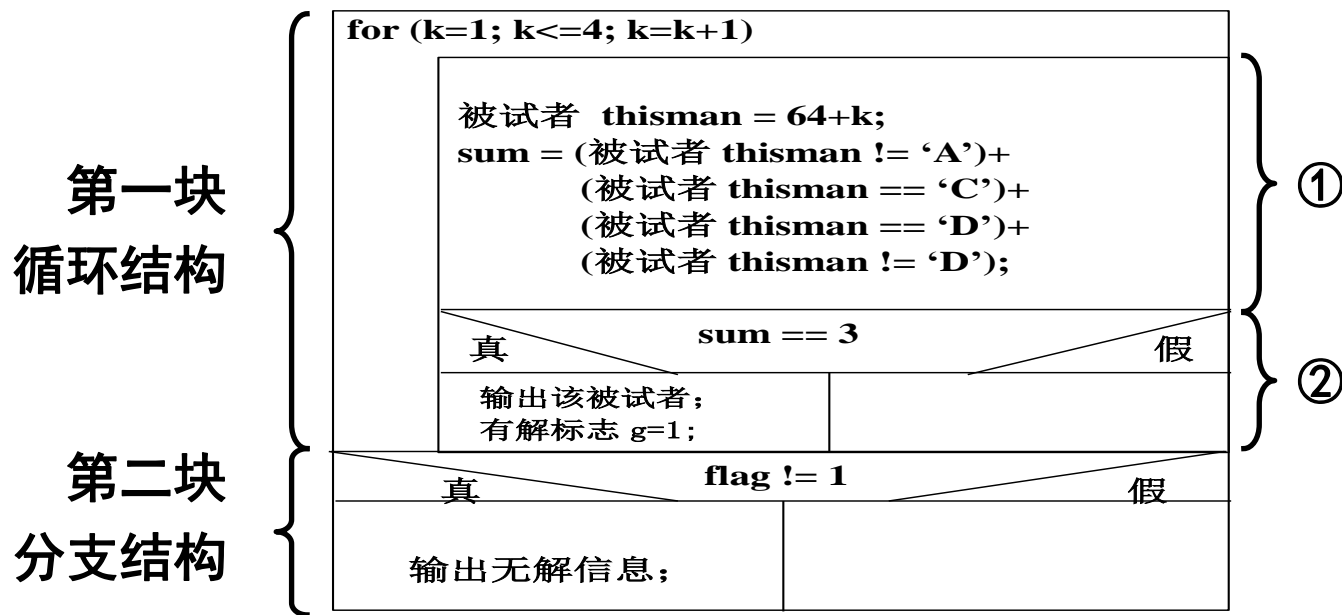 for (k=1; k<=4; k=k+1)
被试者 thisman = 64+k;
sum = (被试者 thisman != ‘A’)+
(被试者 thisman == ‘C’)+
(被试者 thisman == ‘D’)+
(被试者 thisman != ‘D’);
①
第一块
循环结构
sum == 3
真
假
输出该被试者；
有解标志 g=1;
②
第二块
分支结构
flag != 1
真
假
输出无解信息；